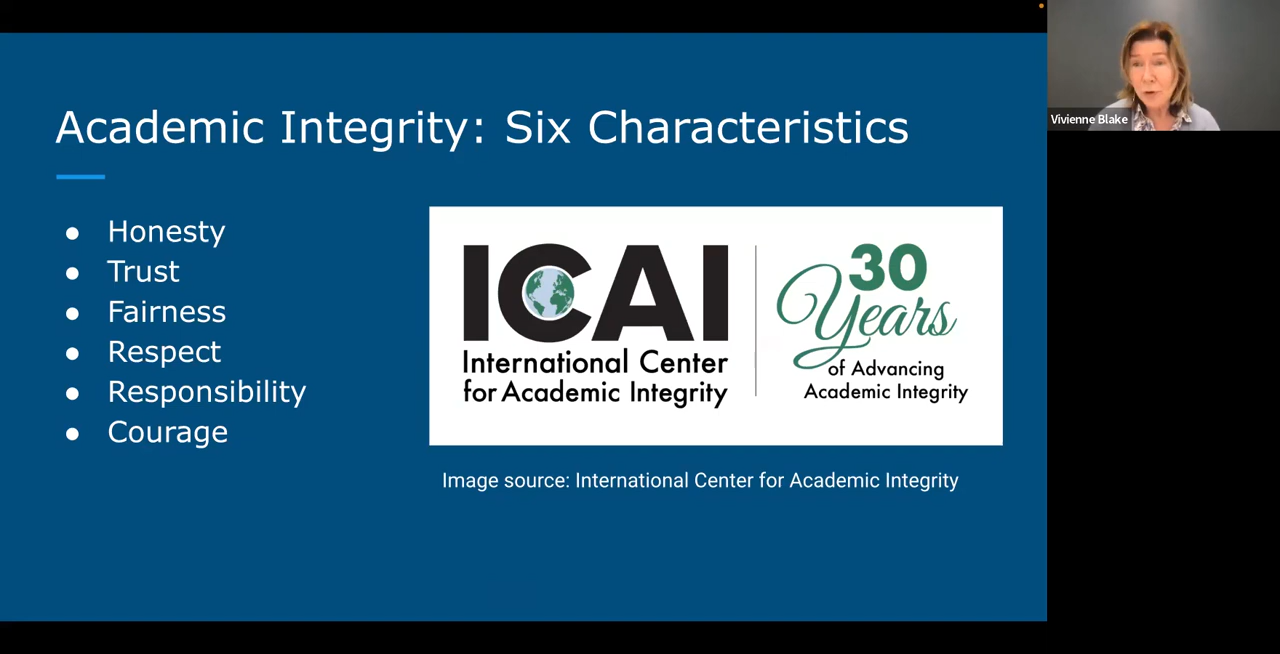 Academic Integrity: Six Characteristics
● Honesty
● Trust
● Fairness
● Respect
● Responsibility
● Courage
ICAI
International Center
for Academic Integrity
30
Years
of Advancing
Academic Integrity
Image source: International Center for Academic Integrity
Vivienne Blake